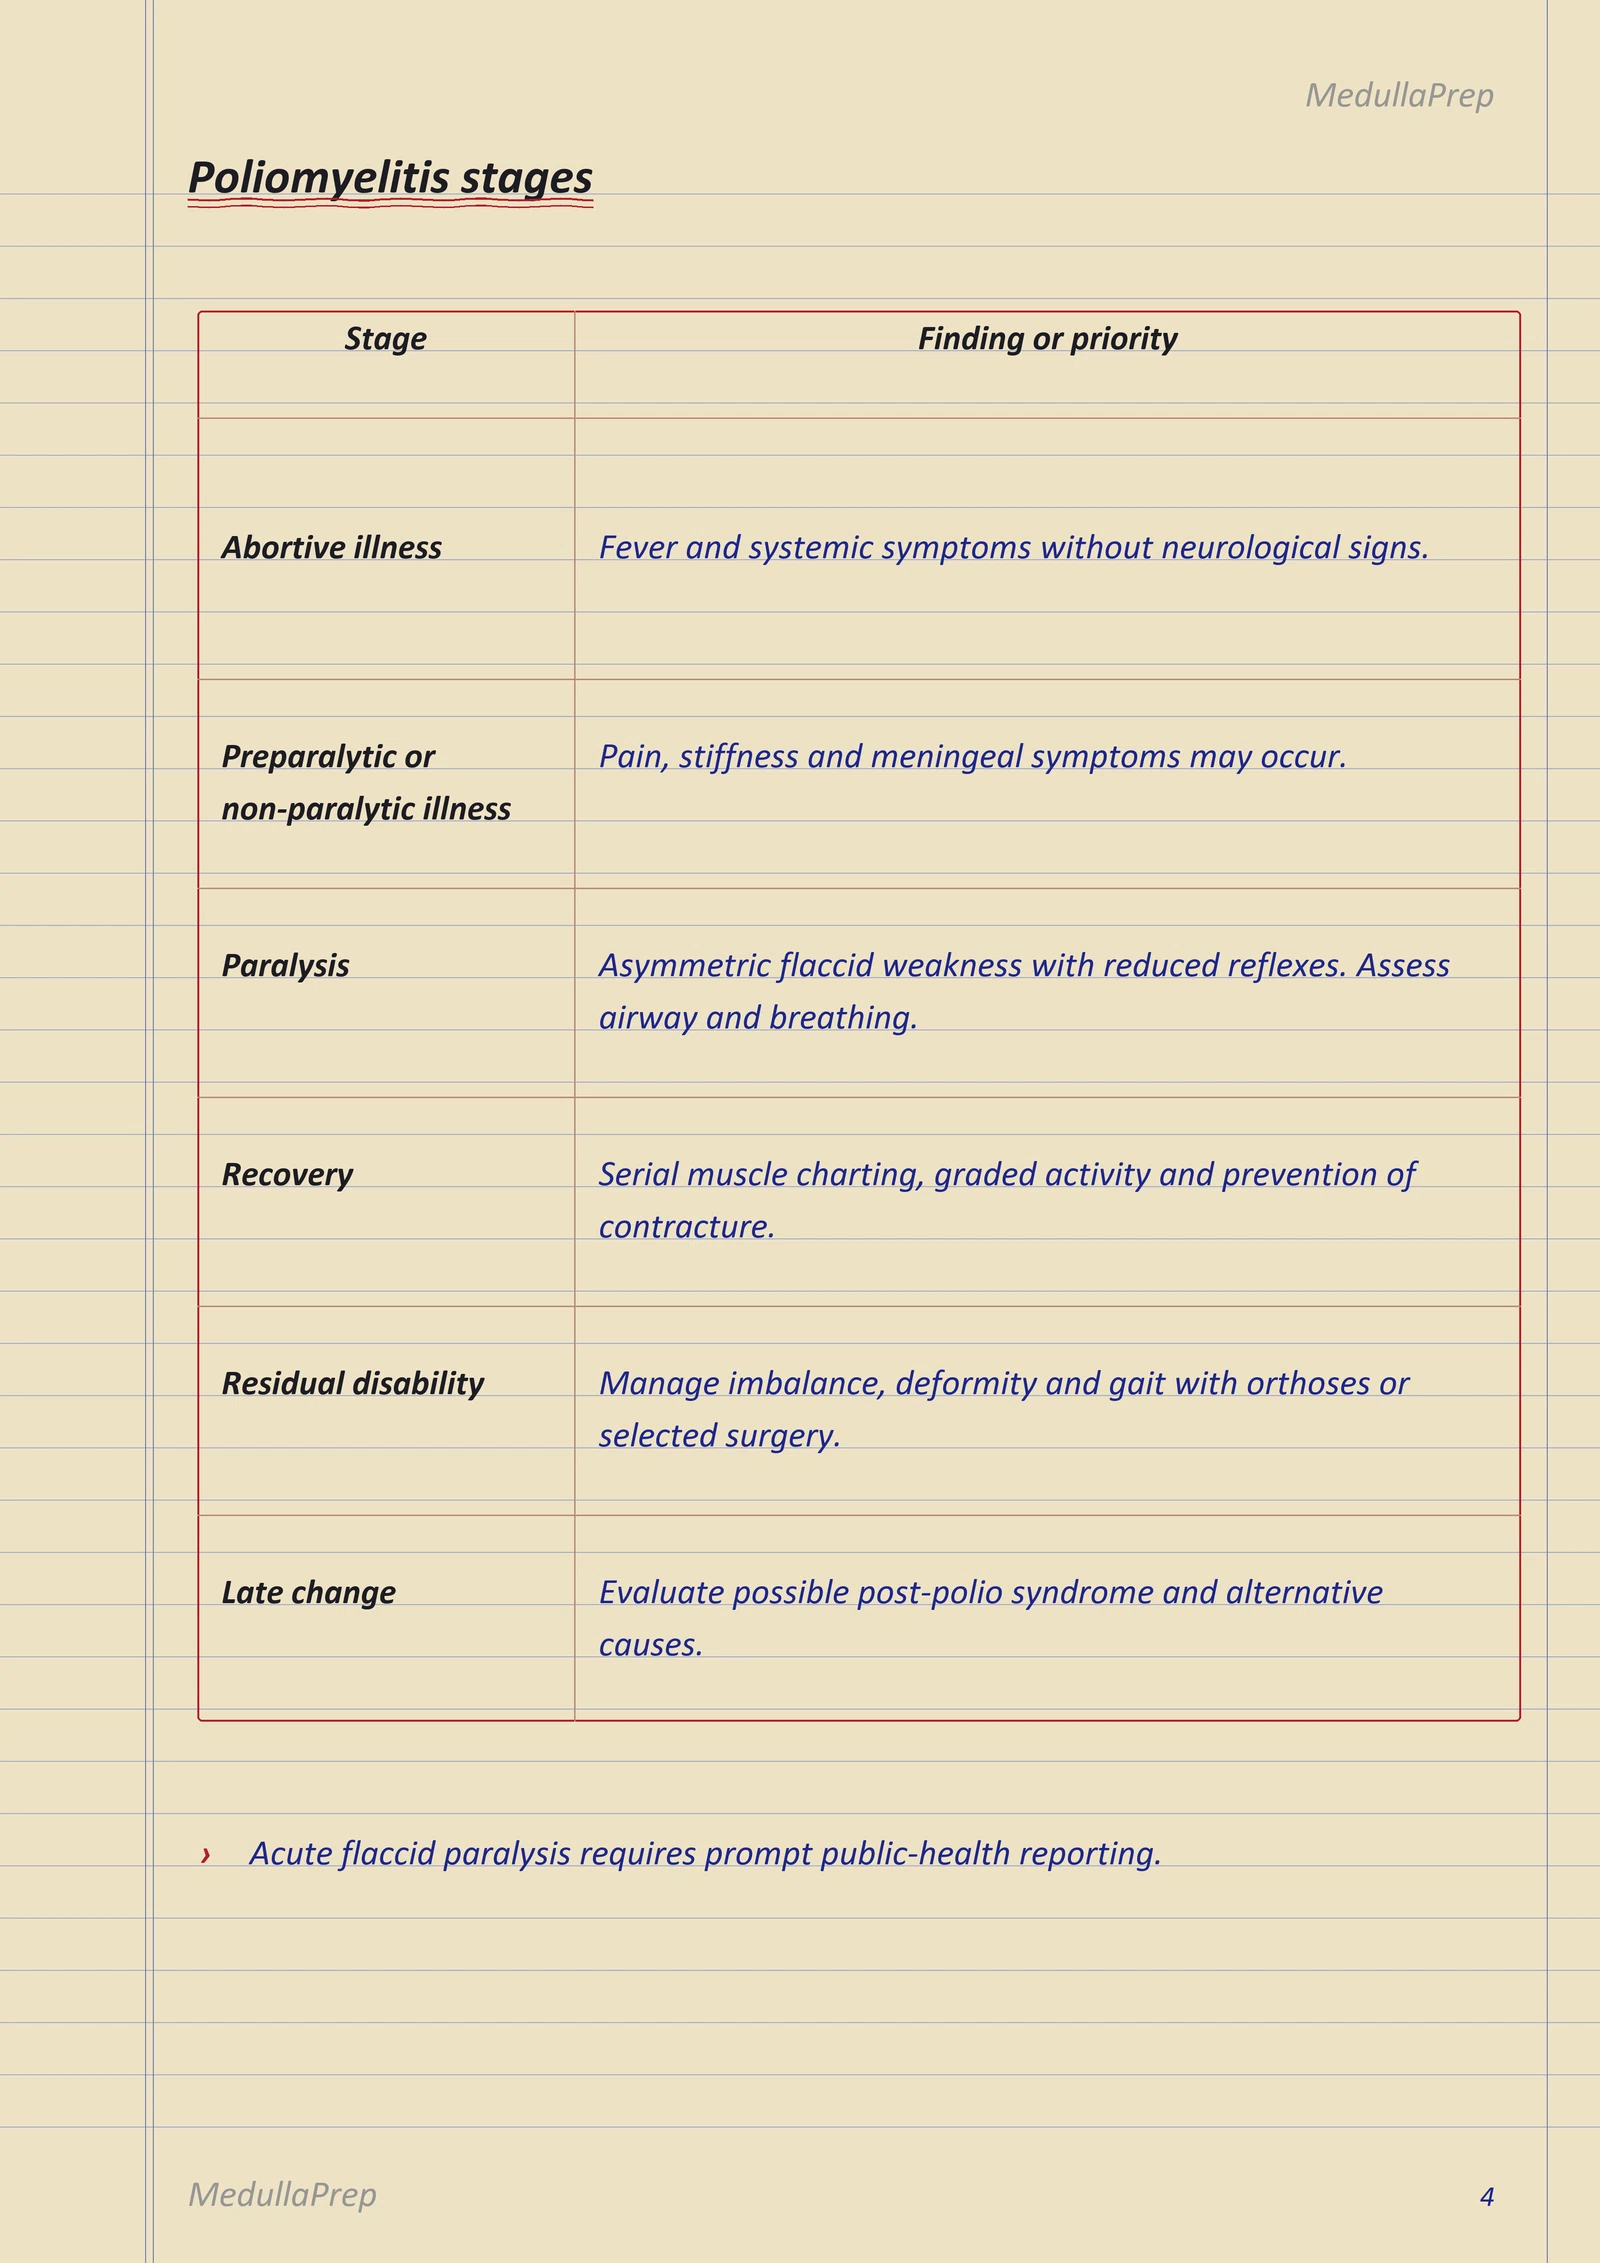 MedullaPrep
Poliomyelitis stages
Stage
Finding or priority
Abortive illness
Fever and systemic symptoms without neurological signs.
Preparalytic or
non-paralytic illness
Pain, stiffness and meningeal symptoms may occur.
Paralysis
Asymmetric flaccid weakness with reduced reflexes. Assess
airway and breathing.
Recovery
Serial muscle charting, graded activity and prevention of
contracture.
Residual disability
Manage imbalance, deformity and gait with orthoses or
selected surgery.
Late change
Evaluate possible post-polio syndrome and alternative
causes.
› Acute flaccid paralysis requires prompt public-health reporting.
MedullaPrep
4